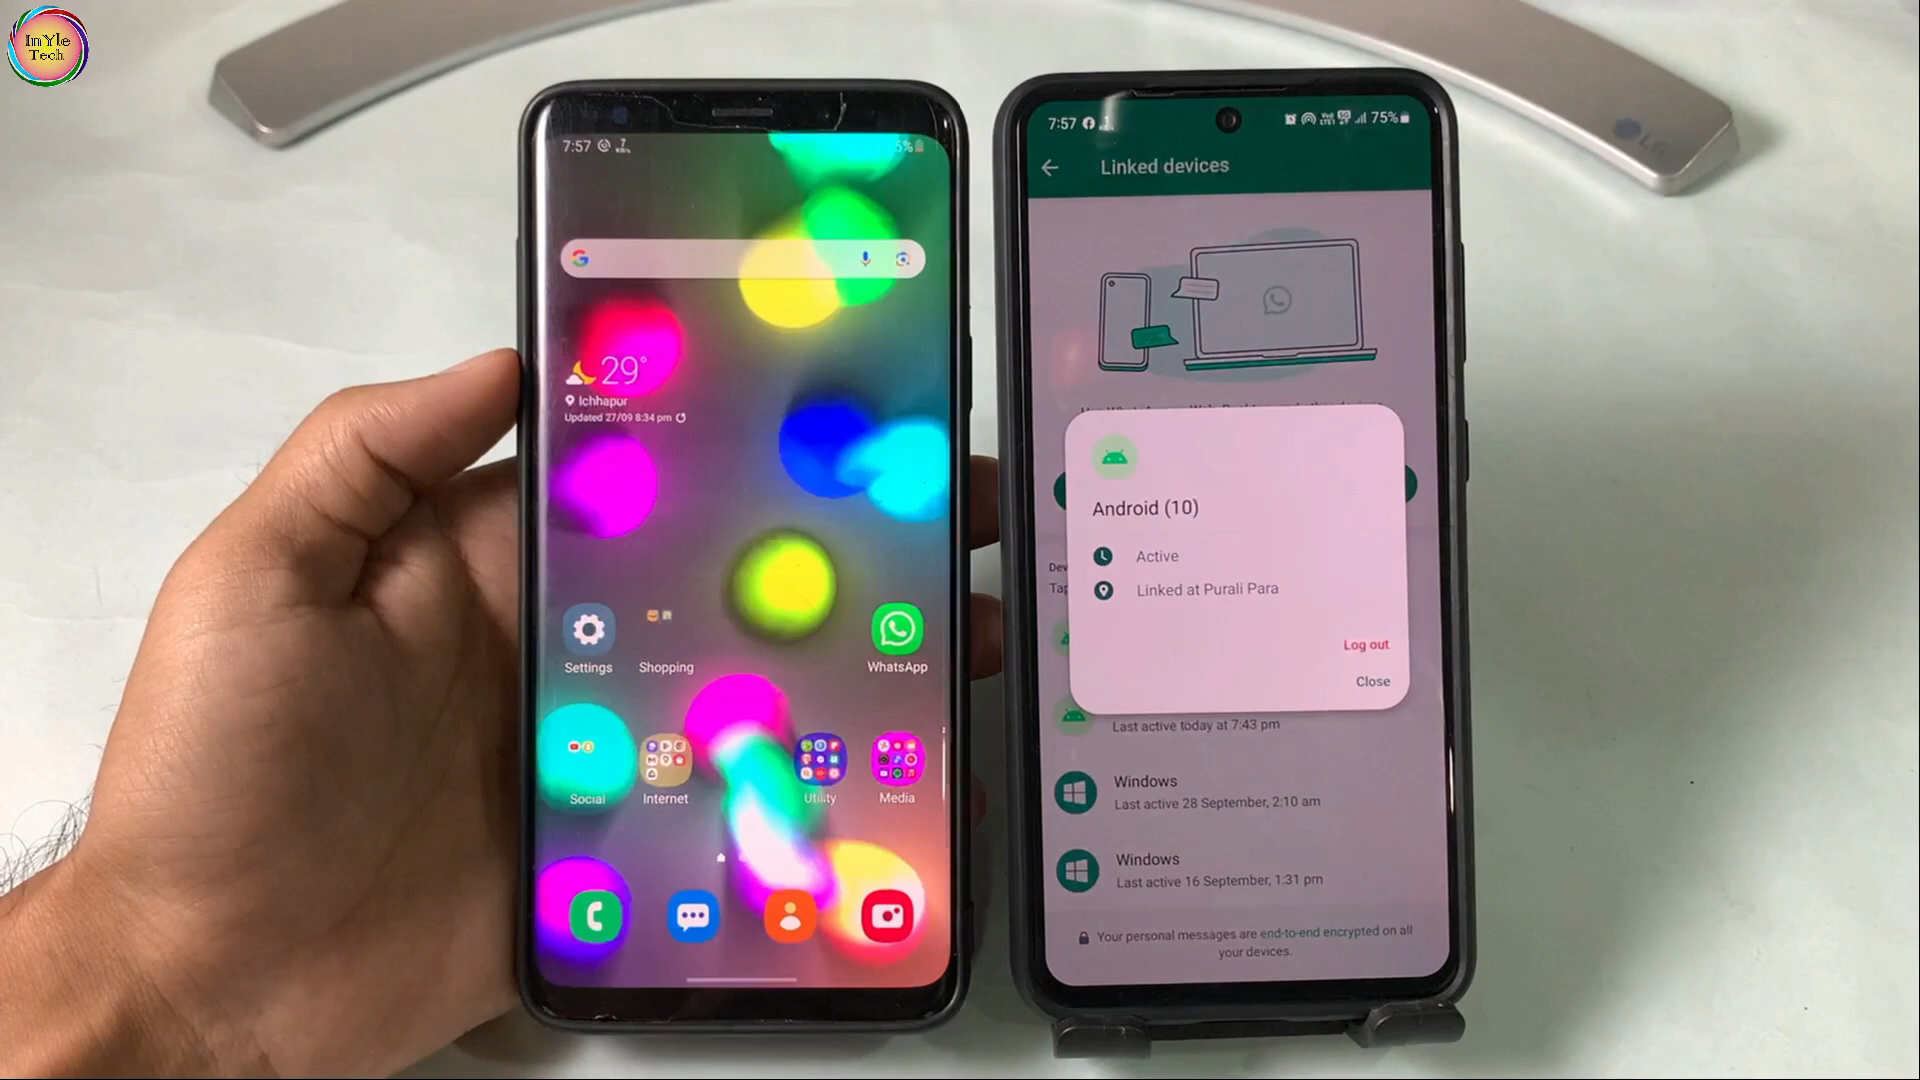 InYle
Tech
7:57
29°
Ichhapur
Updated 27/09 8:34 pm
Settings
Shopping
WhatsApp
Social
Internet
Utility
Media
7:57
75%
Linked devices
Android (10)
Active
Linked at Purali Para
Log out
Close
Last active today at 7:43 pm
Windows
Last active 28 September, 2:10 am
Windows
Last active 16 September, 1:31 pm
Your personal messages are end-to-end encrypted on all
your devices.
LG